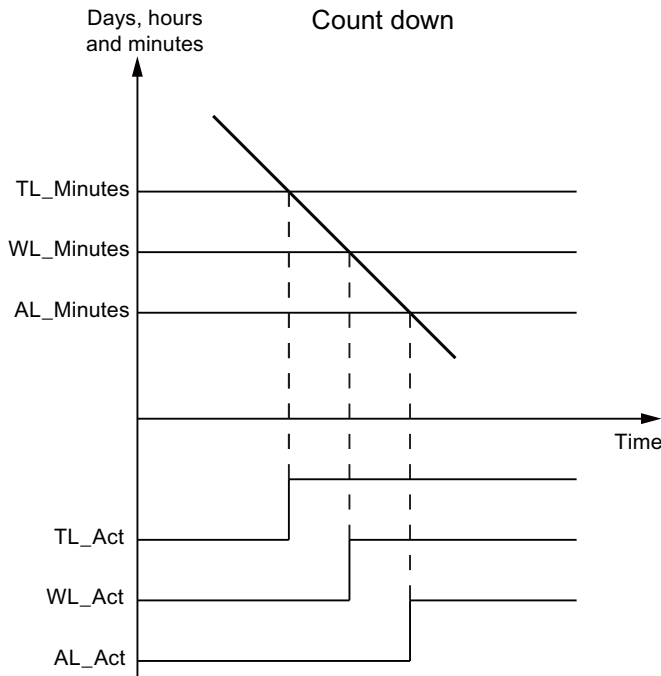 Days, hours
and minutes
Count down
TL_Minutes
WL_Minutes
AL_Minutes
Time
TL_Act
WL_Act
AL_Act